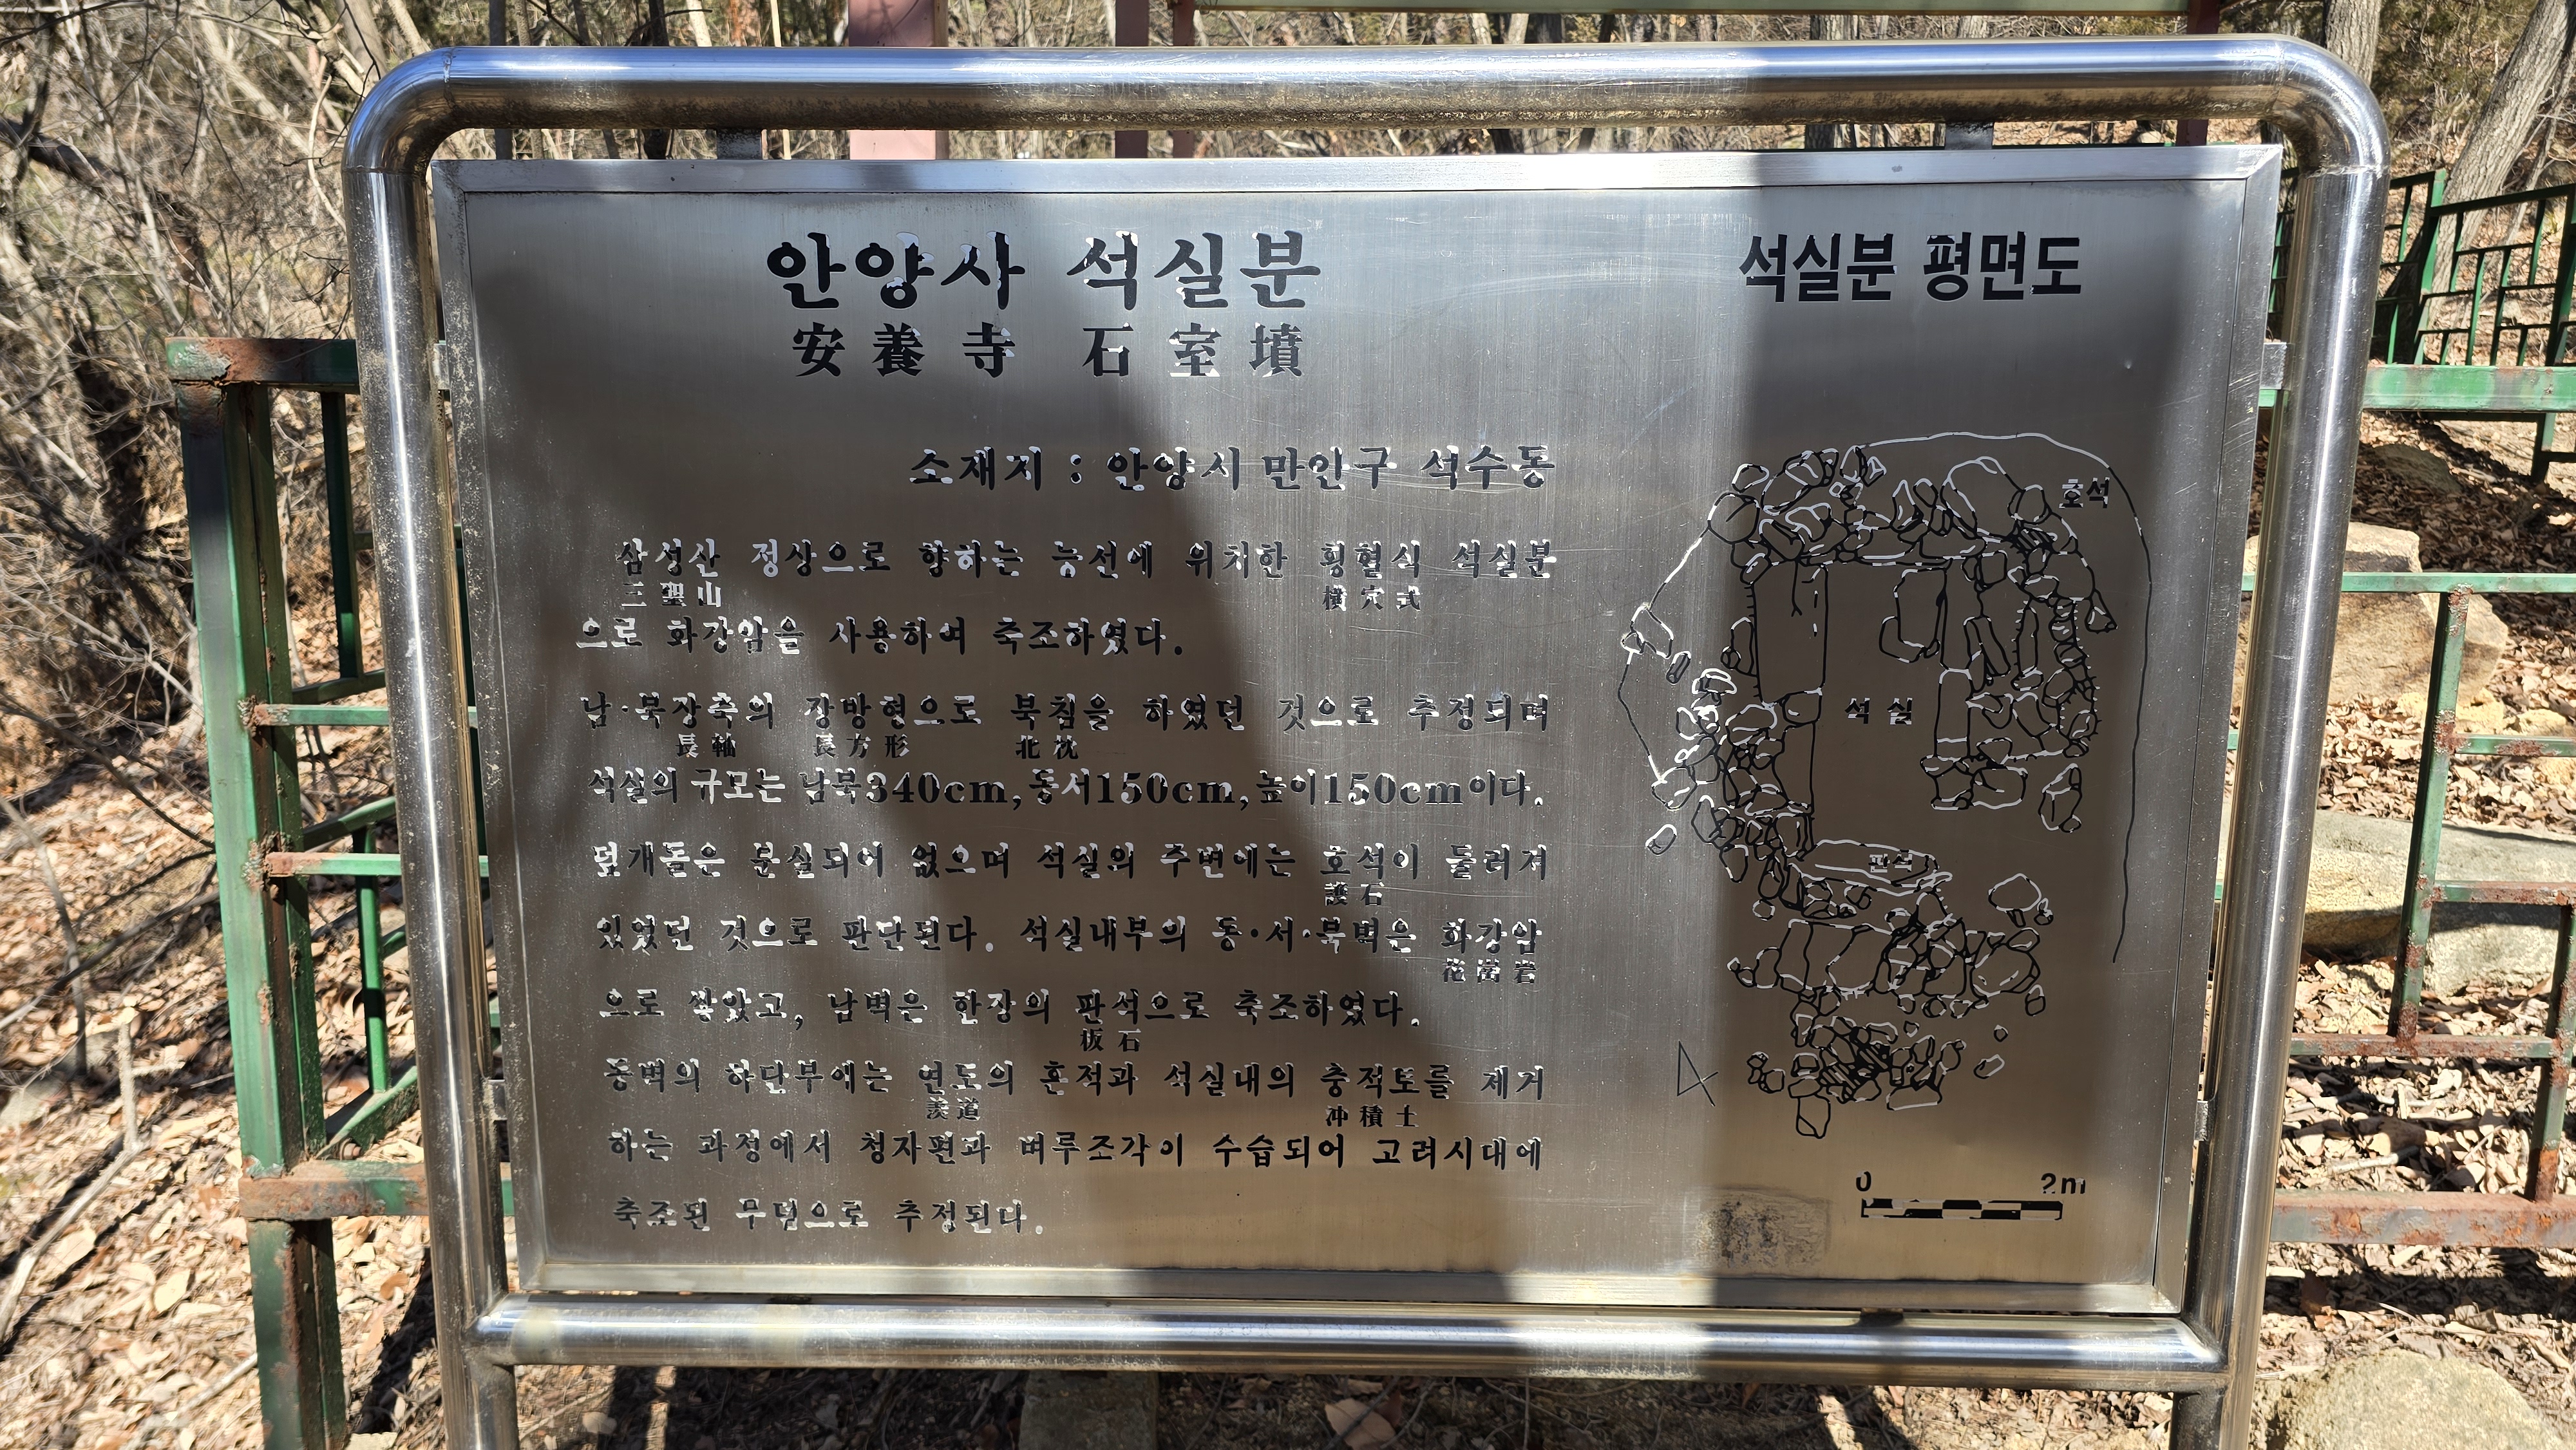 안양사 석실분
安養寺 石室墳
소재지 : 안양시 만안구 석수동
삼성산 정상으로 향하는 능선에 위치한 횡혈식 석실분
三聖山 橫穴式
으로 화강암을 사용하여 축조하였다.
남·북장축의 장방형으로 북침을 하였던 것으로 추정되며
長軸 長方形 北枕
석실의 규모는 남북340cm,동서150cm,높이150cm이다.
덮개돌은 분실되어 없으며 석실의 주변에는 호석이 둘러져
護石
있었던 것으로 판단된다. 석실내부의 동·서·북벽은 화강암
花崗岩
으로 쌓았고, 남벽은 한장의 판석으로 축조하였다.
板石
동벽의 하단부에는 연도의 흔적과 석실내의 충적토를 제거
羨道 冲積土
하는 과정에서 청자편과 벼루조각이 수습되어 고려시대에
축조된 무덤으로 추정된다.
석실분 평면도
호석
석실
판석
0 2m